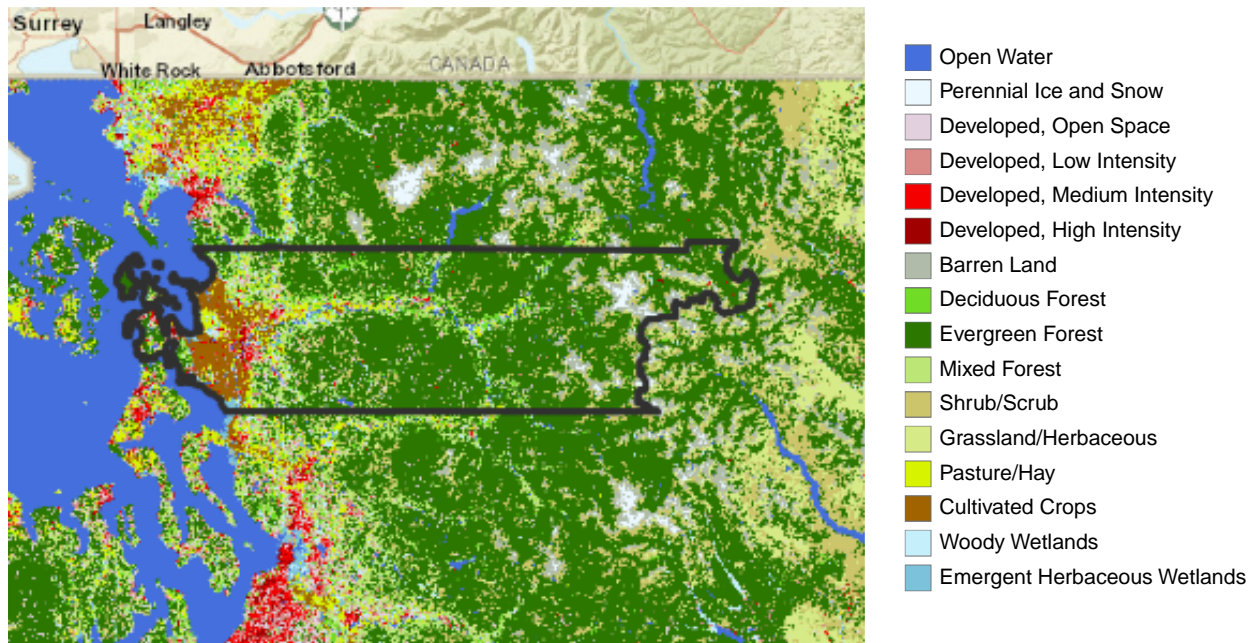 Surrey
Langley
White Rock
Abbotsford
CANADA
Open Water
Perennial Ice and Snow
Developed, Open Space
Developed, Low Intensity
Developed, Medium Intensity
Developed, High Intensity
Barren Land
Deciduous Forest
Evergreen Forest
Mixed Forest
Shrub/Scrub
Grassland/Herbaceous
Pasture/Hay
Cultivated Crops
Woody Wetlands
Emergent Herbaceous Wetlands